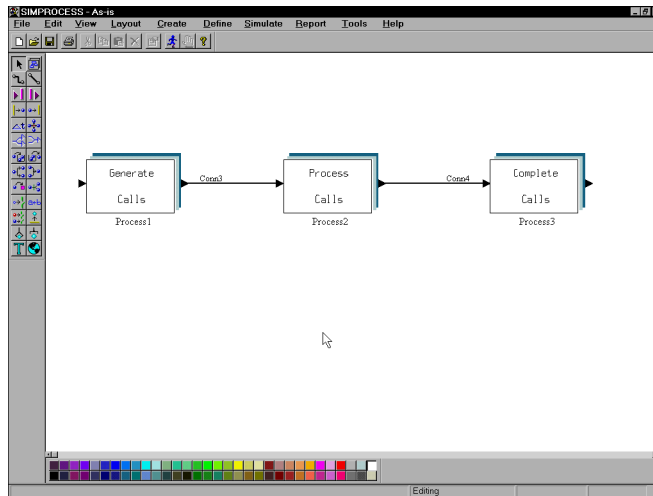 SIMPROCESS - As-is
File Edit View Layout Create Define Simulate Report Tools Help
Generate
Calls
Process1
Conn3
Process
Calls
Process2
Conn4
Complete
Calls
Process3
T
Editing